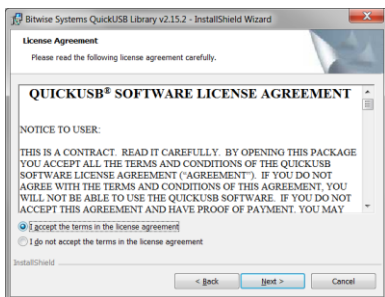 Bitwise Systems QuickUSB Library v2.15.2 - InstallShield Wizard
License Agreement
Please read the following license agreement carefully.
QUICKUSB® SOFTWARE LICENSE AGREEMENT
NOTICE TO USER:
THIS IS A CONTRACT. READ IT CAREFULLY. BY OPENING THIS PACKAGE
YOU ACCEPT ALL THE TERMS AND CONDITIONS OF THE QUICKUSB
SOFTWARE LICENSE AGREEMENT ("AGREEMENT"). IF YOU DO NOT
AGREE WITH THE TERMS AND CONDITIONS OF THIS AGREEMENT, YOU
WILL NOT BE ABLE TO USE THE QUICKUSB SOFTWARE. IF YOU DO NOT
ACCEPT THIS AGREEMENT AND HAVE PROOF OF PAYMENT, YOU MAY
I accept the terms in the license agreement
I do not accept the terms in the license agreement
InstallShield
< Back Next > Cancel